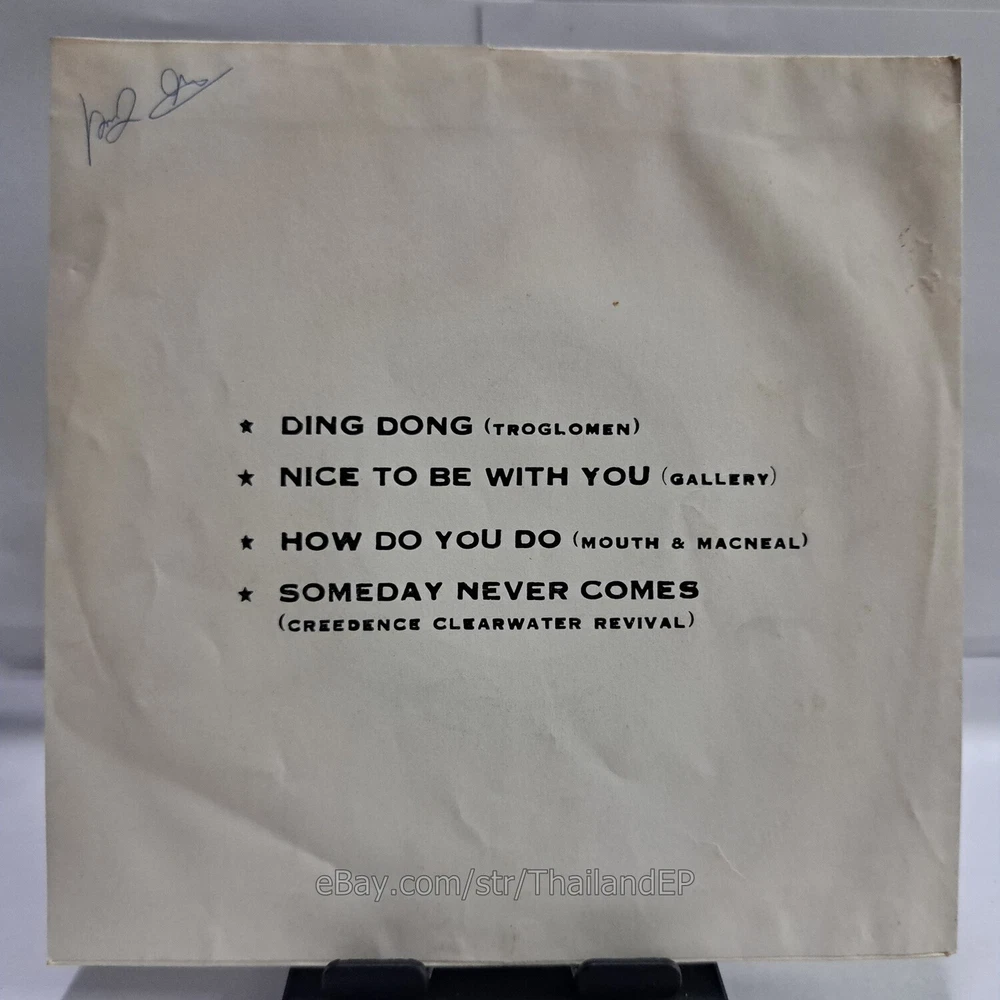 ★ DING DONG (TROGLOMEN)
★ NICE TO BE WITH YOU (GALLERY)
★ HOW DO YOU DO (MOUTH & MACNEAL)
★ SOMEDAY NEVER COMES
(CREEDENCE CLEARWATER REVIVAL)
eBay.com/str/ThailandEP